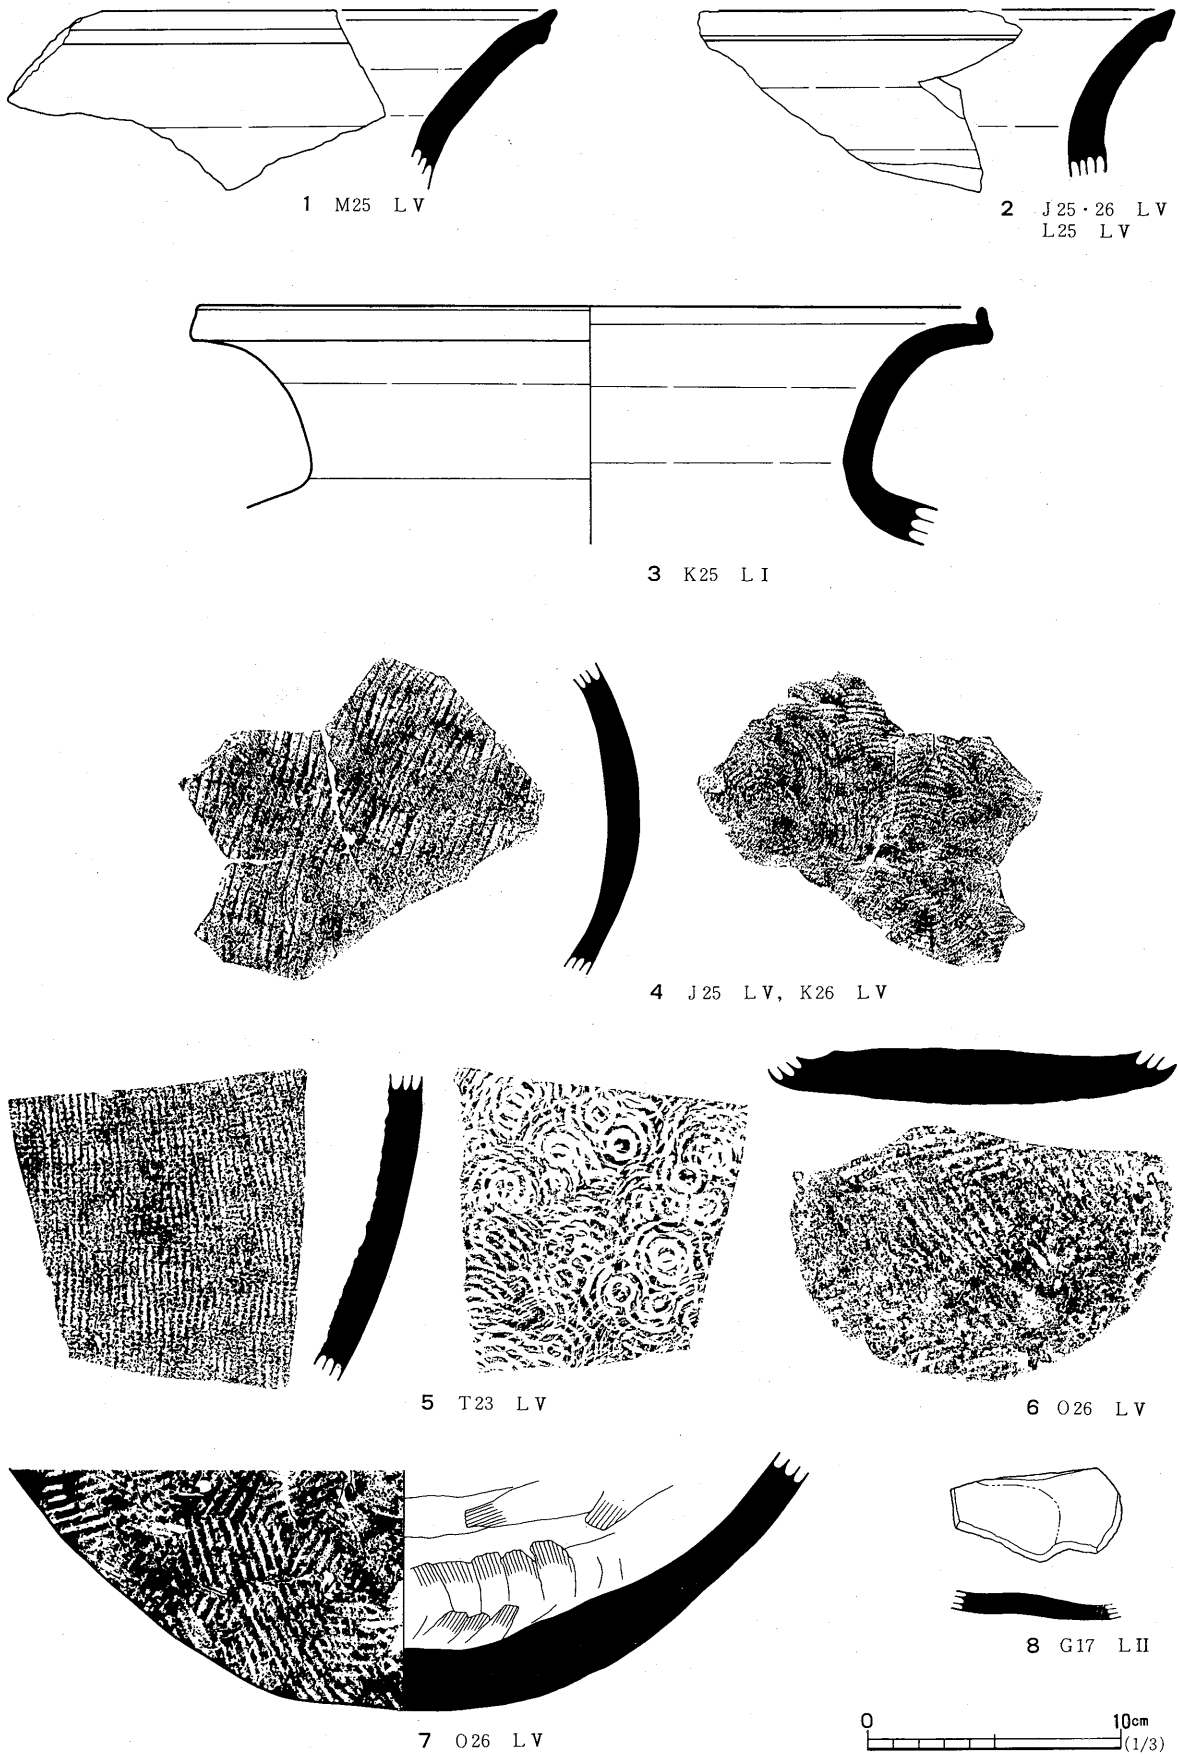 1 M25 LV
2 J25・26 LV
L25 LV
3 K25 LI
4 J25 LV, K26 LV
5 T23 LV
6 O26 LV
7 O26 LV
8 G17 LII
0 10cm
(1/3)